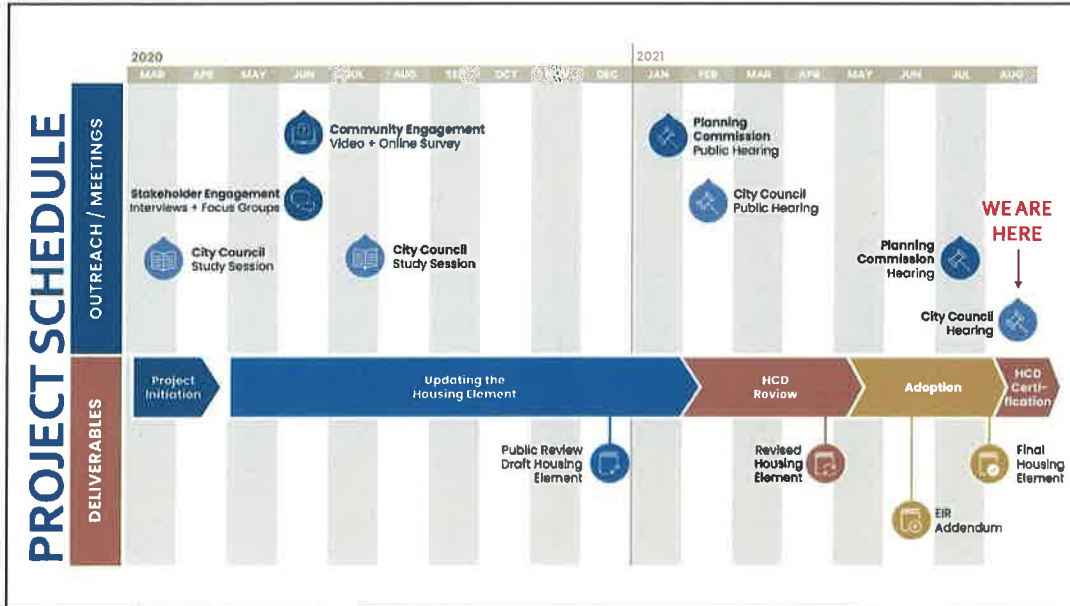 PROJECT SCHEDULE
OUTREACH / MEETINGS
DELIVERABLES
2020
2021
MAR APR MAY JUN JUL AUG SEP OCT DEC JAN FEB MAR APR MAY JUN JUL AUG
Community Engagement
Video + Online Survey
Stakeholder Engagement
Interviews + Focus Groups
City Council
Study Session
City Council
Study Session
Planning
Commission
Public Hearing
City Council
Public Hearing
WE ARE
HERE
Planning
Commission
Hearing
City Council
Hearing
Project
Initiation
Updating the
Housing Element
HCD
Review
Adoption
HCD
Certi-
fication
Public Review
Draft Housing
Element
Revised
Housing
Element
EIR
Addendum
Final
Housing
Element